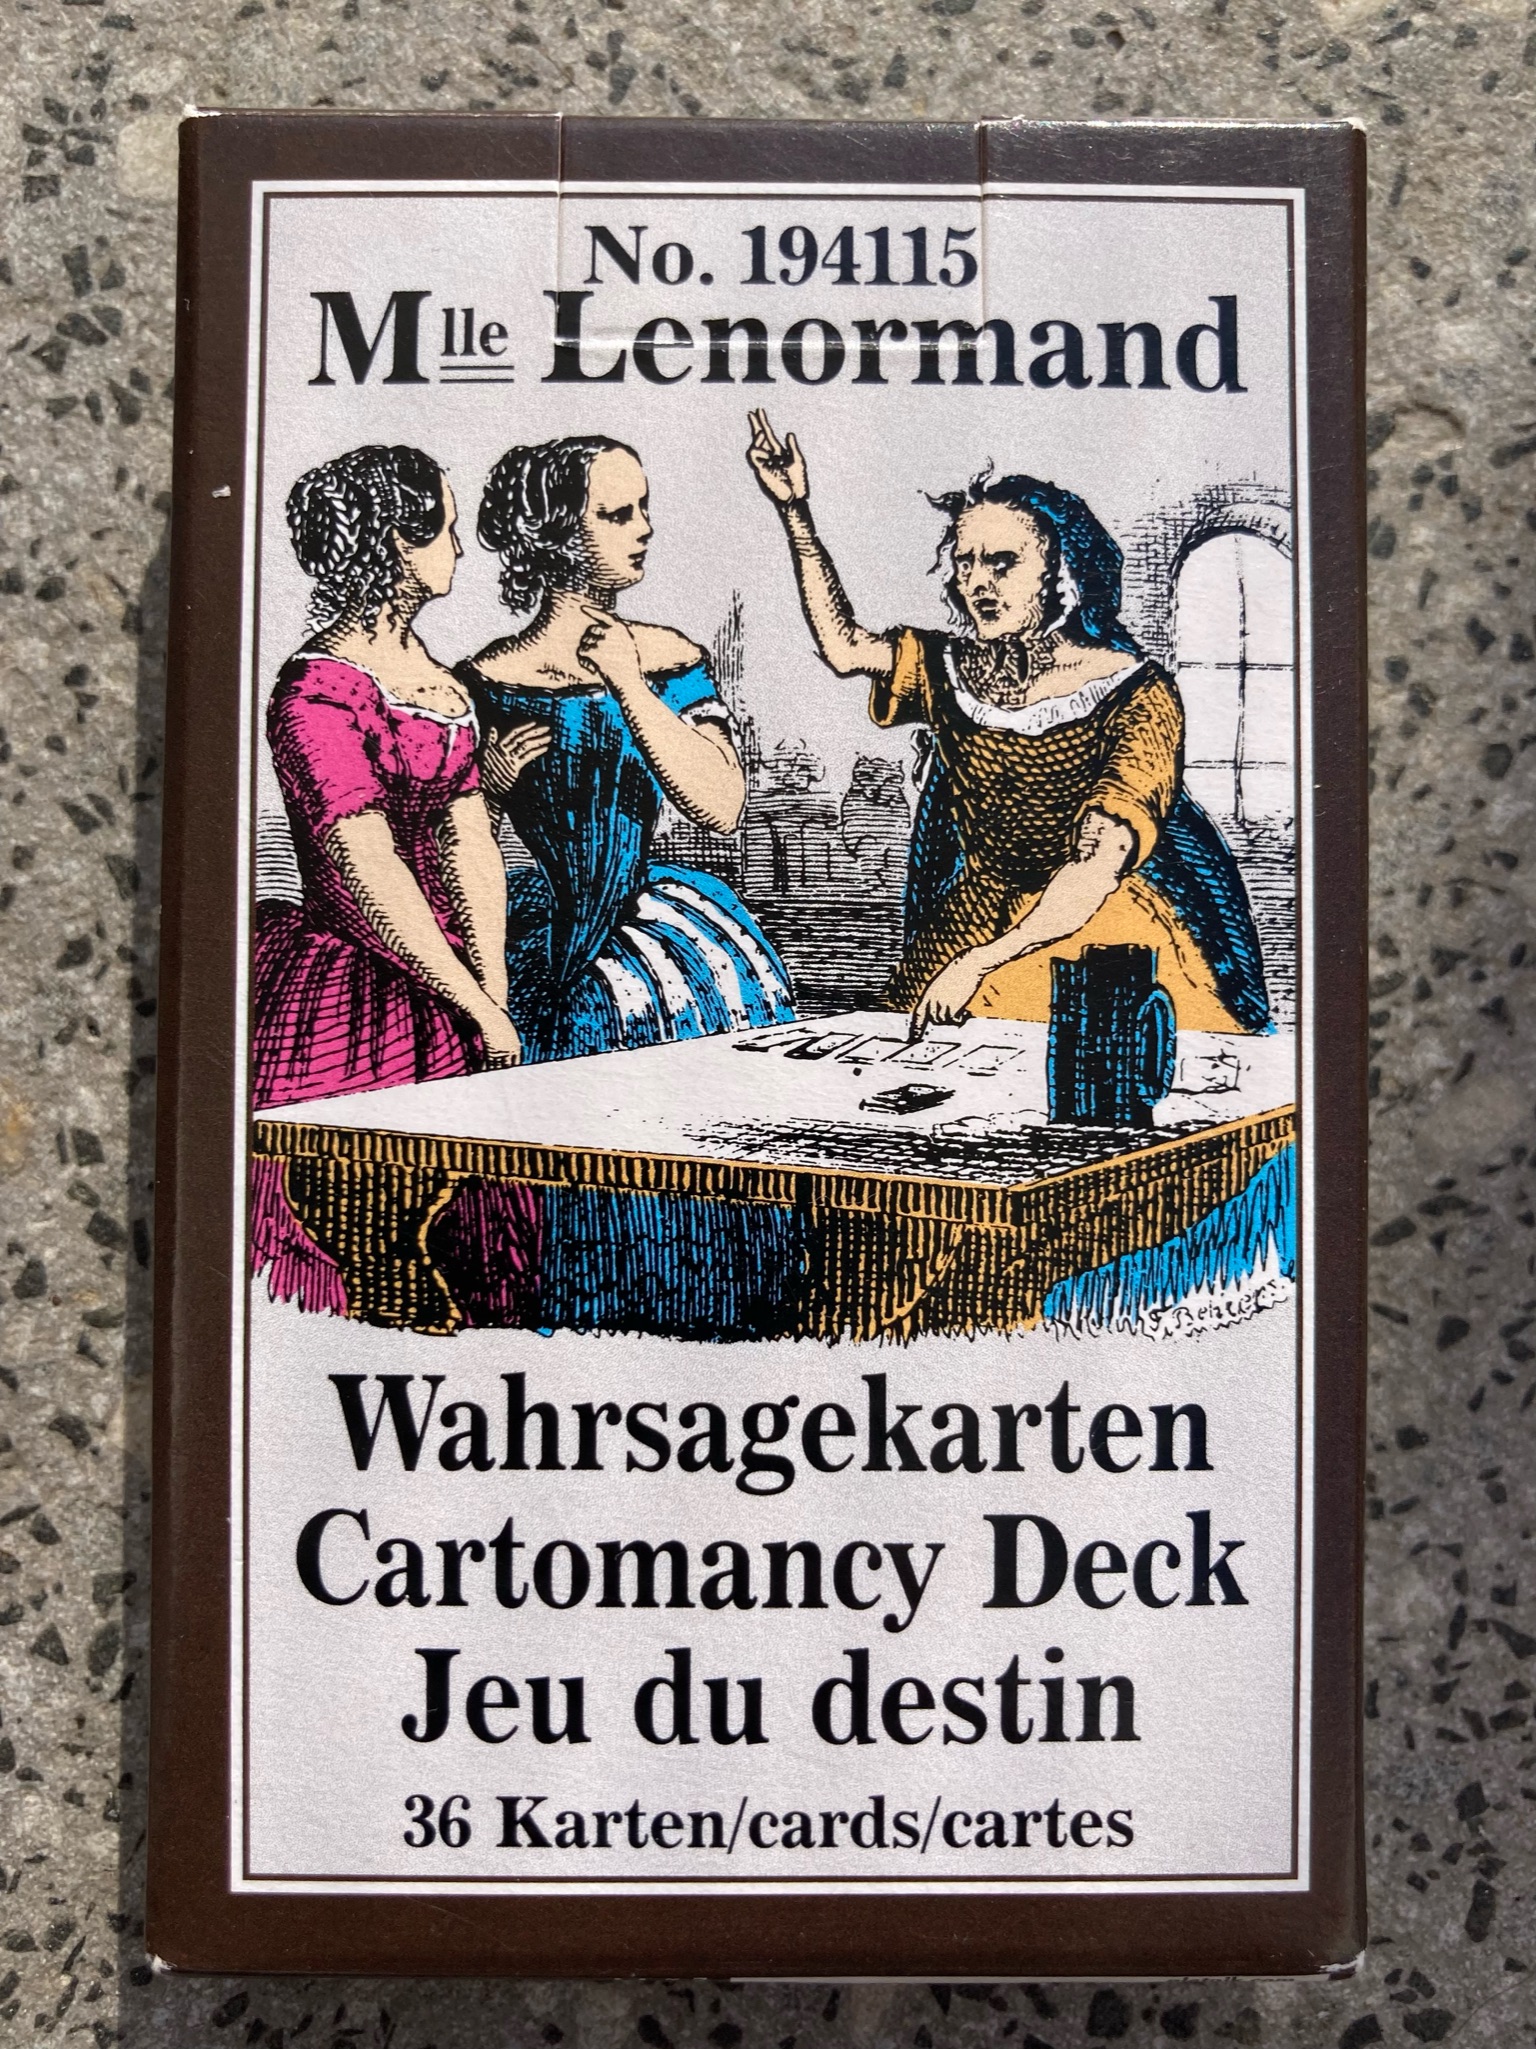 No. 194115
Mlle Lenormand
Wahrsagekarten
Cartomancy Deck
Jeu du destin
36 Karten/cards/cartes